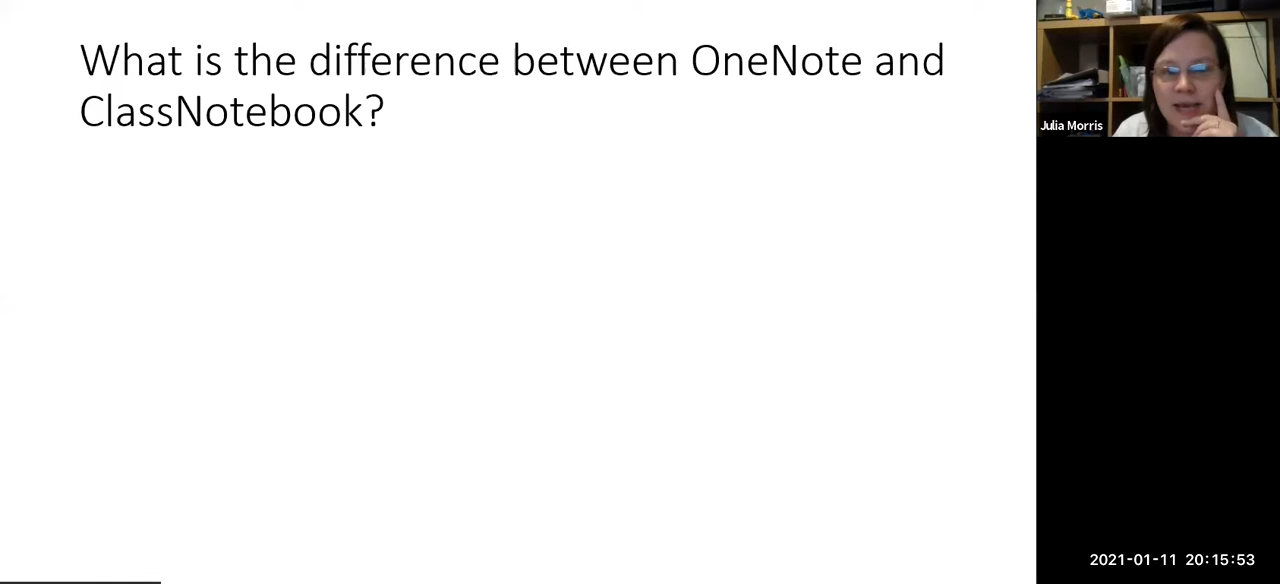 What is the difference between OneNote and
ClassNotebook?
Julia Morris
2021-01-11 20:15:53